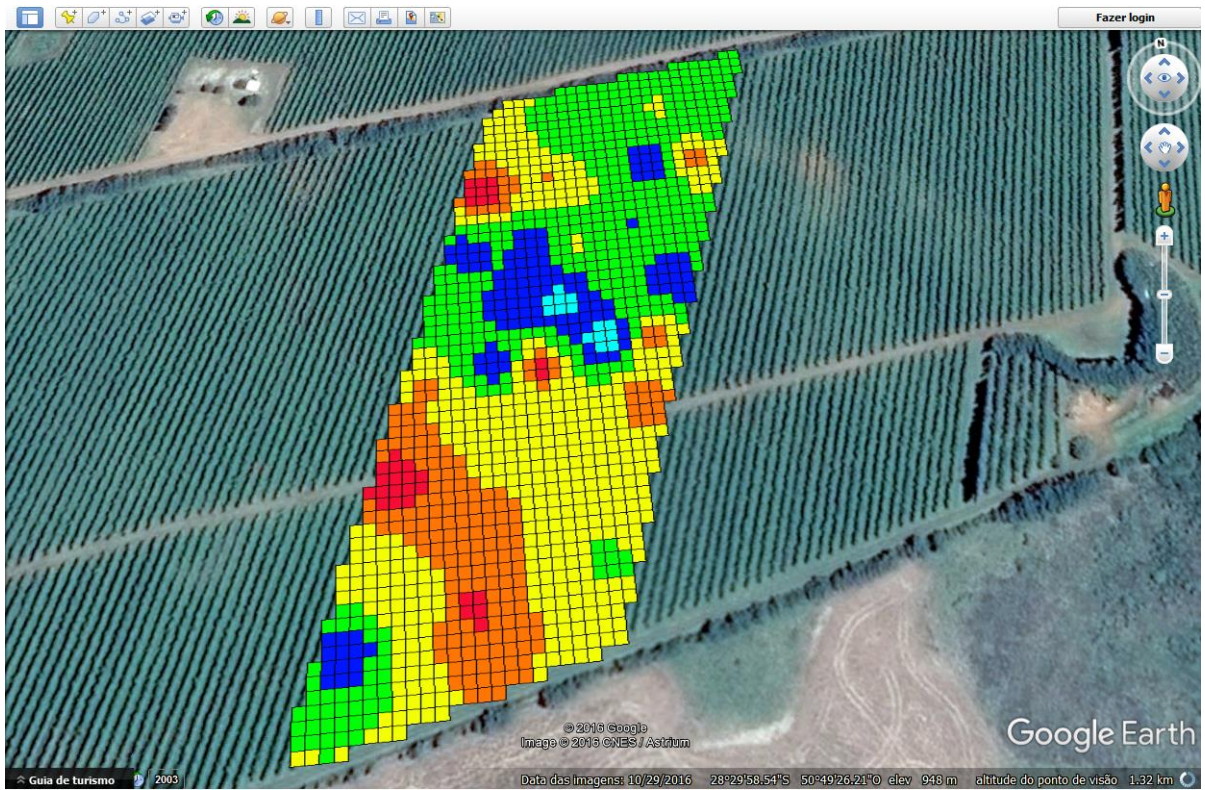 Fazer login
N
© 2016 Google
Image © 2016 CNES / Astrium
Google Earth
Guia de turismo
2003
Data das imagens: 10/29/2016 28°29'58.54"S 50°49'26.21"O elev 948 m altitude do ponto de visão 1.32 km